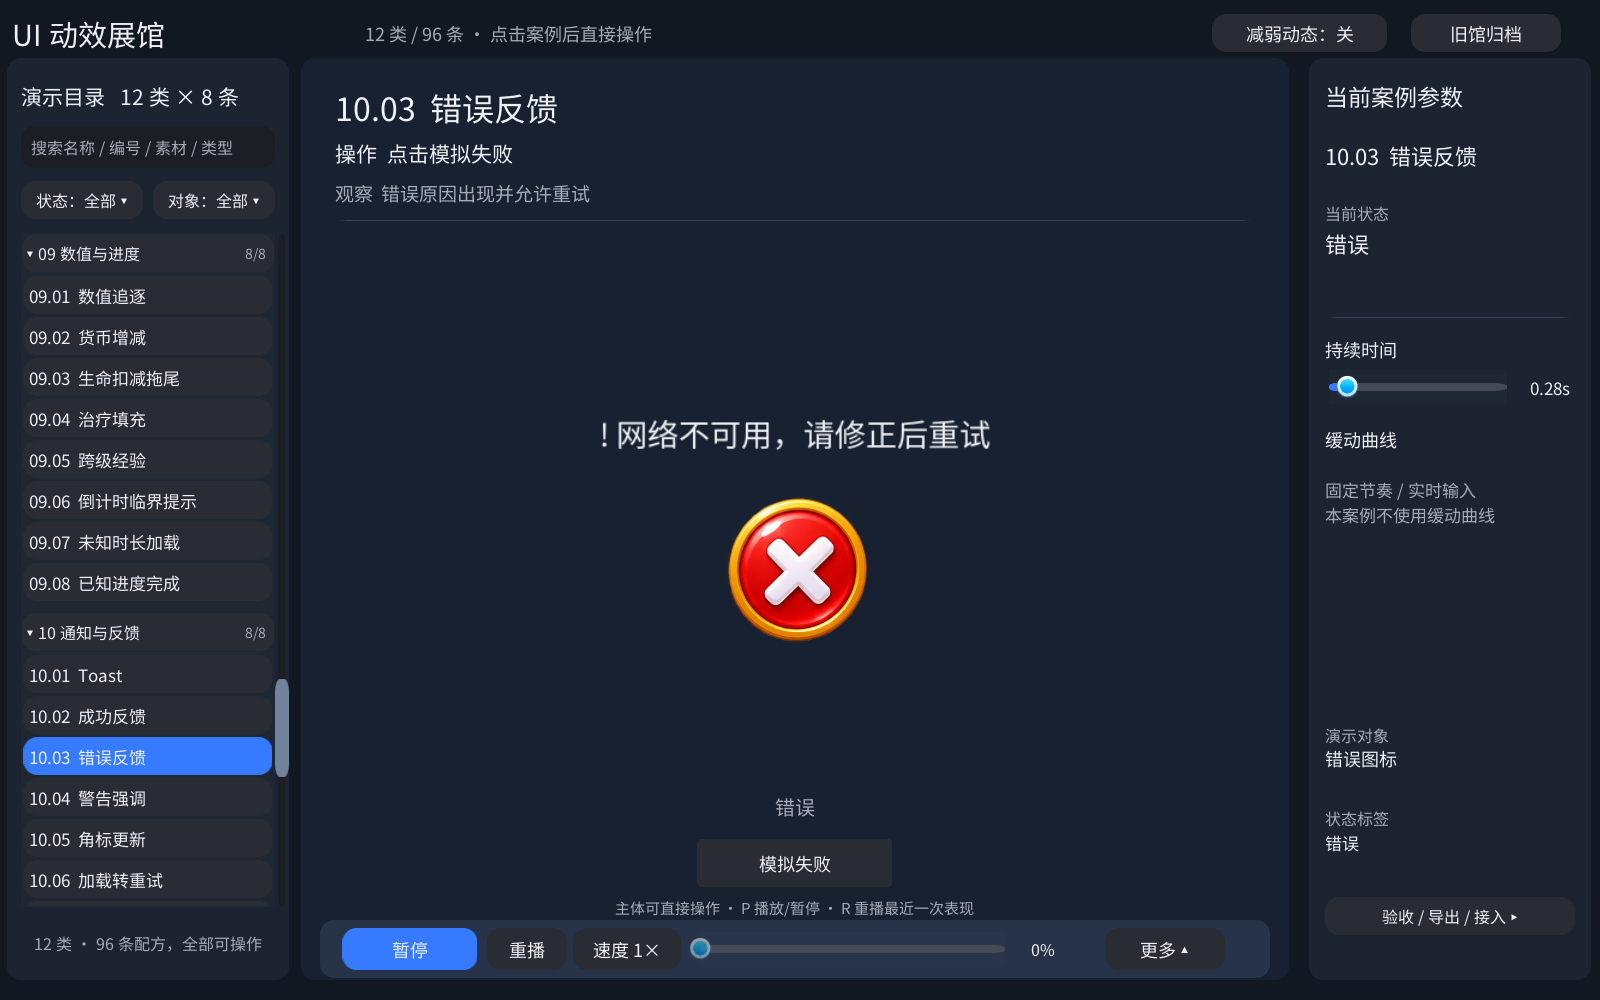 UI 动效展馆
12 类 / 96 条 · 点击案例后直接操作
减弱动态：关
旧馆归档
演示目录 12 类 × 8 条
搜索名称 / 编号 / 素材 / 类型
状态：全部 ▾
对象：全部 ▾
▾ 09 数值与进度 8/8
09.01 数值追逐
09.02 货币增减
09.03 生命扣减拖尾
09.04 治疗填充
09.05 跨级经验
09.06 倒计时临界提示
09.07 未知时长加载
09.08 已知进度完成
▾ 10 通知与反馈 8/8
10.01 Toast
10.02 成功反馈
10.03 错误反馈
10.04 警告强调
10.05 角标更新
10.06 加载转重试
12 类 · 96 条配方，全部可操作
10.03 错误反馈
操作 点击模拟失败
观察 错误原因出现并允许重试
! 网络不可用，请修正后重试
错误
模拟失败
主体可直接操作 · P 播放/暂停 · R 重播最近一次表现
暂停
重播
速度 1×
0%
更多 ▴
当前案例参数
10.03 错误反馈
当前状态
错误
持续时间
0.28s
缓动曲线
固定节奏 / 实时输入
本案例不使用缓动曲线
演示对象
错误图标
状态标签
错误
验收 / 导出 / 接入 ▸